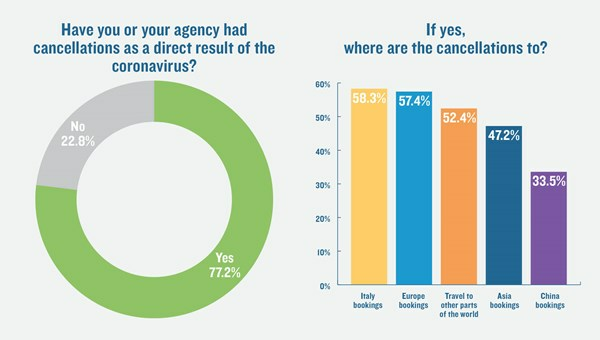 Have you or your agency had
cancellations as a direct result of the
coronavirus?
No
22.8%
Yes
77.2%
If yes,
where are the cancellations to?
60%
50%
40%
30%
20%
10%
0%
58.3%
57.4%
52.4%
47.2%
33.5%
Italy
bookings
Europe
bookings
Travel to
other parts
of the world
Asia
bookings
China
bookings